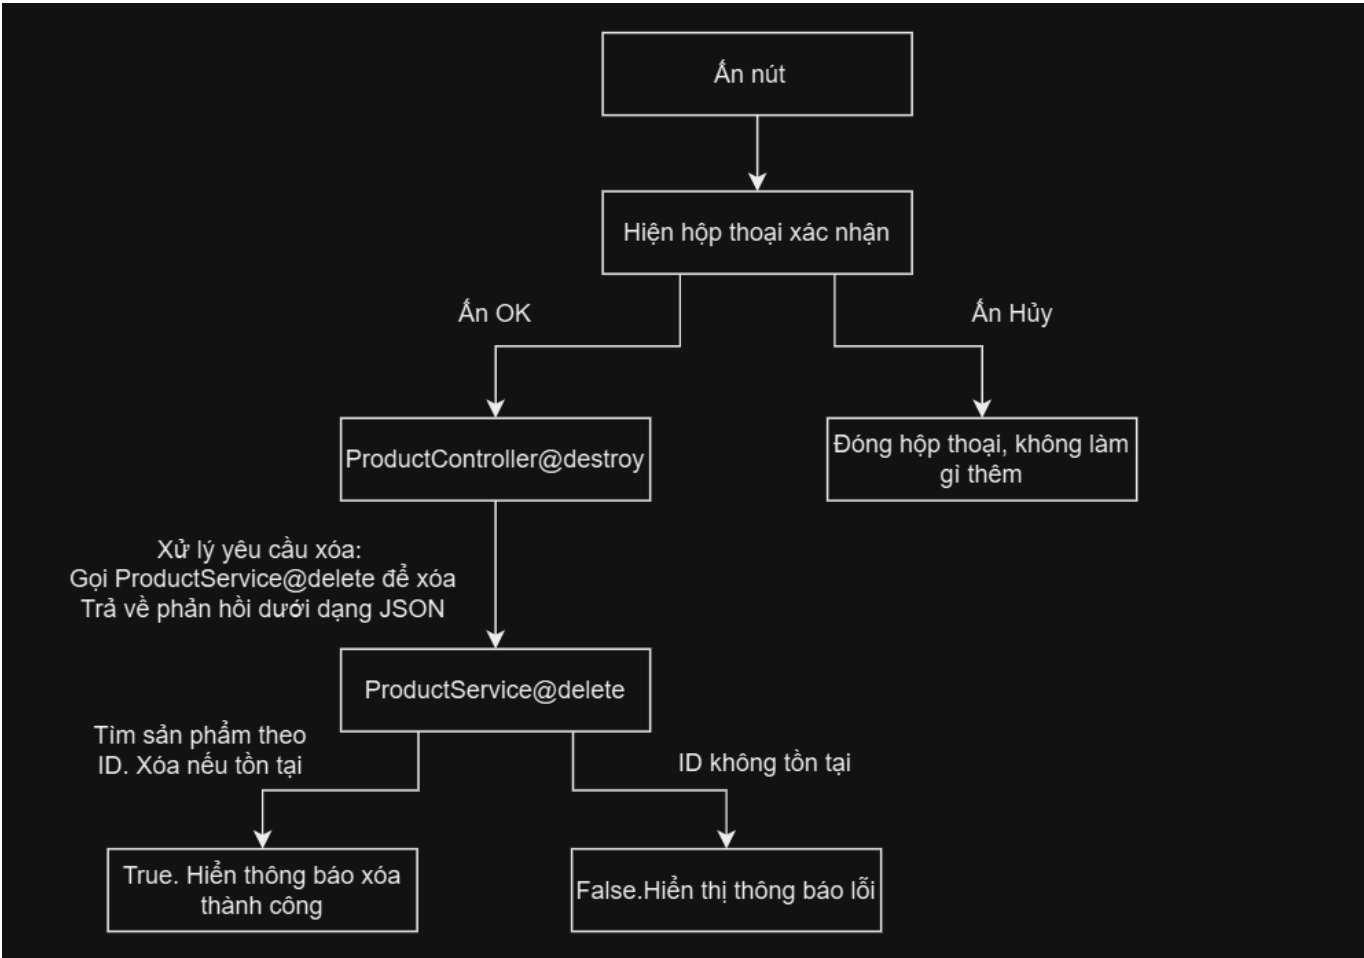 Ấn nút
Hiện hộp thoại xác nhận
Ấn OK
Ấn Hủy
ProductController@destroy
Đóng hộp thoại, không làm
gì thêm
Xử lý yêu cầu xóa:
Gọi ProductService@delete để xóa
Trả về phản hồi dưới dạng JSON
ProductService@delete
Tìm sản phẩm theo
ID. Xóa nếu tồn tại
ID không tồn tại
True. Hiển thông báo xóa
thành công
False.Hiển thị thông báo lỗi